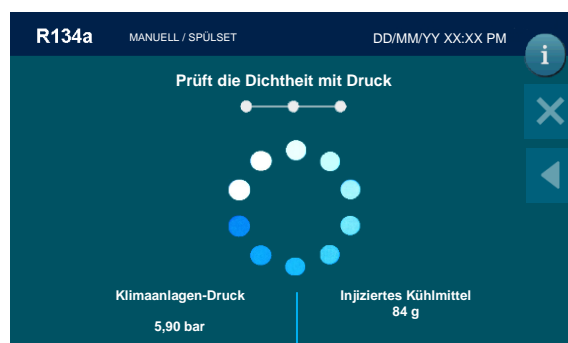 R134a MANUELL / SPÜLSET DD/MM/YY XX:XX PM
i
Prüft die Dichtheit mit Druck
Klimaanlagen-Druck
5,90 bar
Injiziertes Kühlmittel
84 g